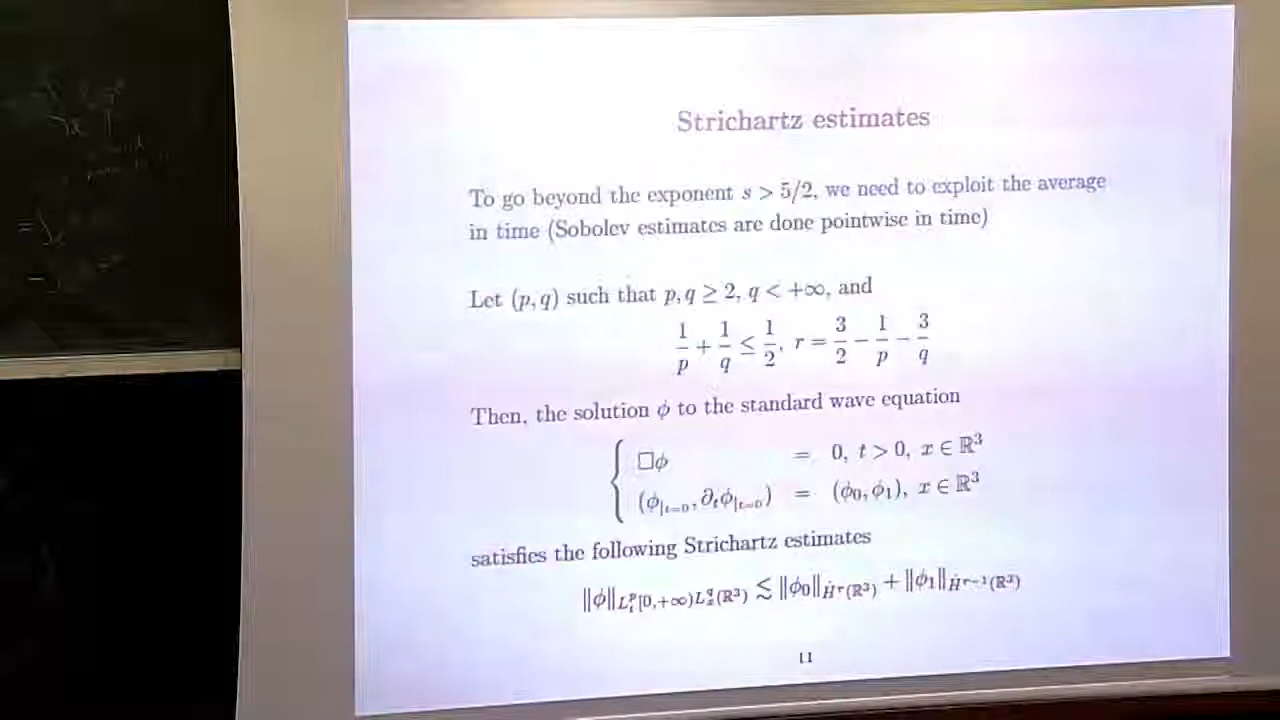 Strichartz estimates
To go beyond the exponent s > 5/2, we need to exploit the average
in time (Sobolev estimates are done pointwise in time)
Let (p, q) such that p, q ≥ 2, q < +∞, and
1/p + 1/q ≤ 1/2, r = 3/2 − 1/p − 3/q
Then, the solution ϕ to the standard wave equation
□ϕ = 0, t > 0, x ∈ ℝ³
(ϕ|t=0, ∂tϕ|t=0) = (ϕ0, ϕ1), x ∈ ℝ³
satisfies the following Strichartz estimates
‖ϕ‖L^p_t[0,+∞)L^q_x(ℝ³) ≲ ‖ϕ0‖Ḣ^r(ℝ³) + ‖ϕ1‖Ḣ^{r−1}(ℝ³)
11